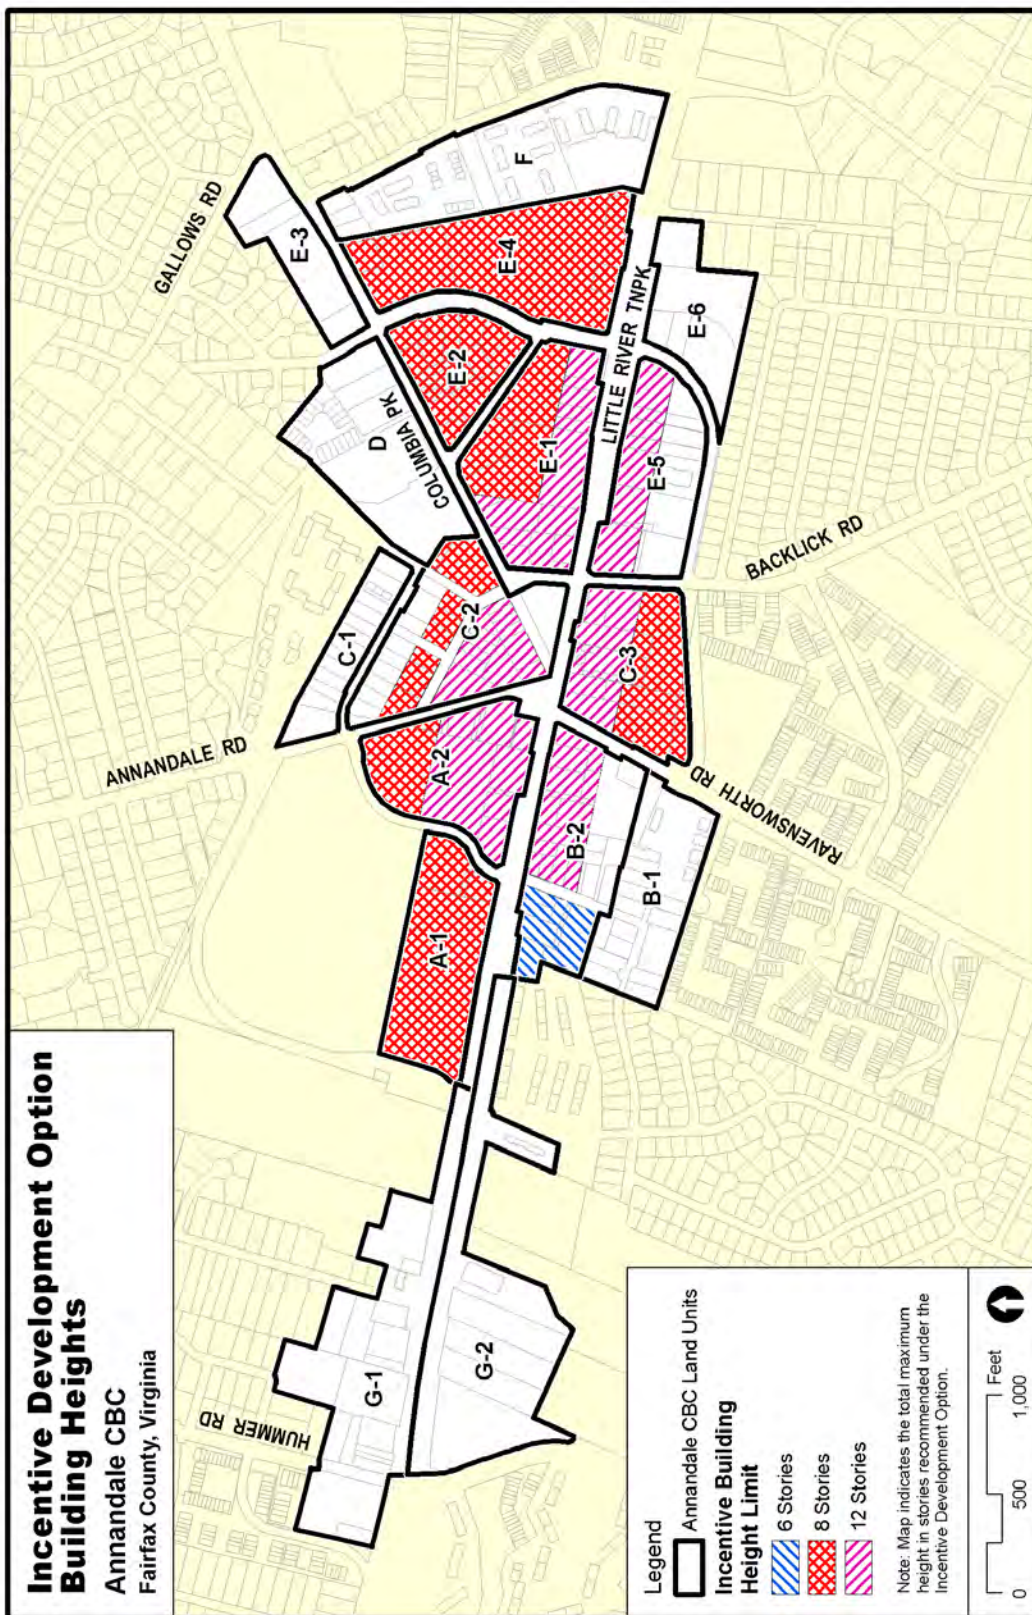 Incentive Development Option
Building Heights
Annandale CBC
Fairfax County, Virginia
HUMMER RD
ANNANDALE RD
GALLOWS RD
COLUMBIA PK
LITTLE RIVER TNPK
BACKLICK RD
RAVENSWORTH RD
G-1
G-2
A-1
A-2
B-1
B-2
C-1
C-2
C-3
D
E-1
E-2
E-3
E-4
E-5
E-6
F
Legend
Annandale CBC Land Units
Incentive Building
Height Limit
6 Stories
8 Stories
12 Stories
Note: Map indicates the total maximum
height in stories recommended under the
Incentive Development Option.
0 500 1,000
Feet